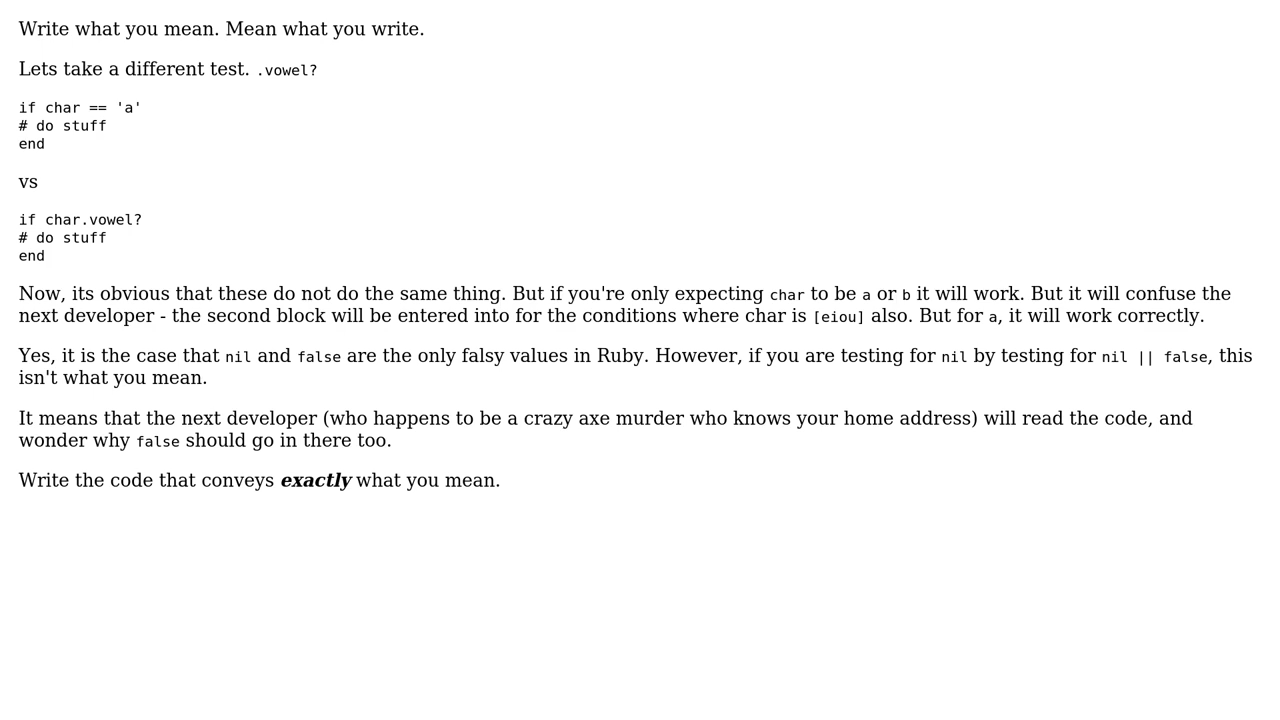 Write what you mean. Mean what you write.
Lets take a different test. .vowel?
if char == 'a'
# do stuff
end
vs
if char.vowel?
# do stuff
end
Now, its obvious that these do not do the same thing. But if you're only expecting char to be a or b it will work. But it will confuse the
next developer - the second block will be entered into for the conditions where char is [eiou] also. But for a, it will work correctly.
Yes, it is the case that nil and false are the only falsy values in Ruby. However, if you are testing for nil by testing for nil || false, this
isn't what you mean.
It means that the next developer (who happens to be a crazy axe murder who knows your home address) will read the code, and
wonder why false should go in there too.
Write the code that conveys exactly what you mean.